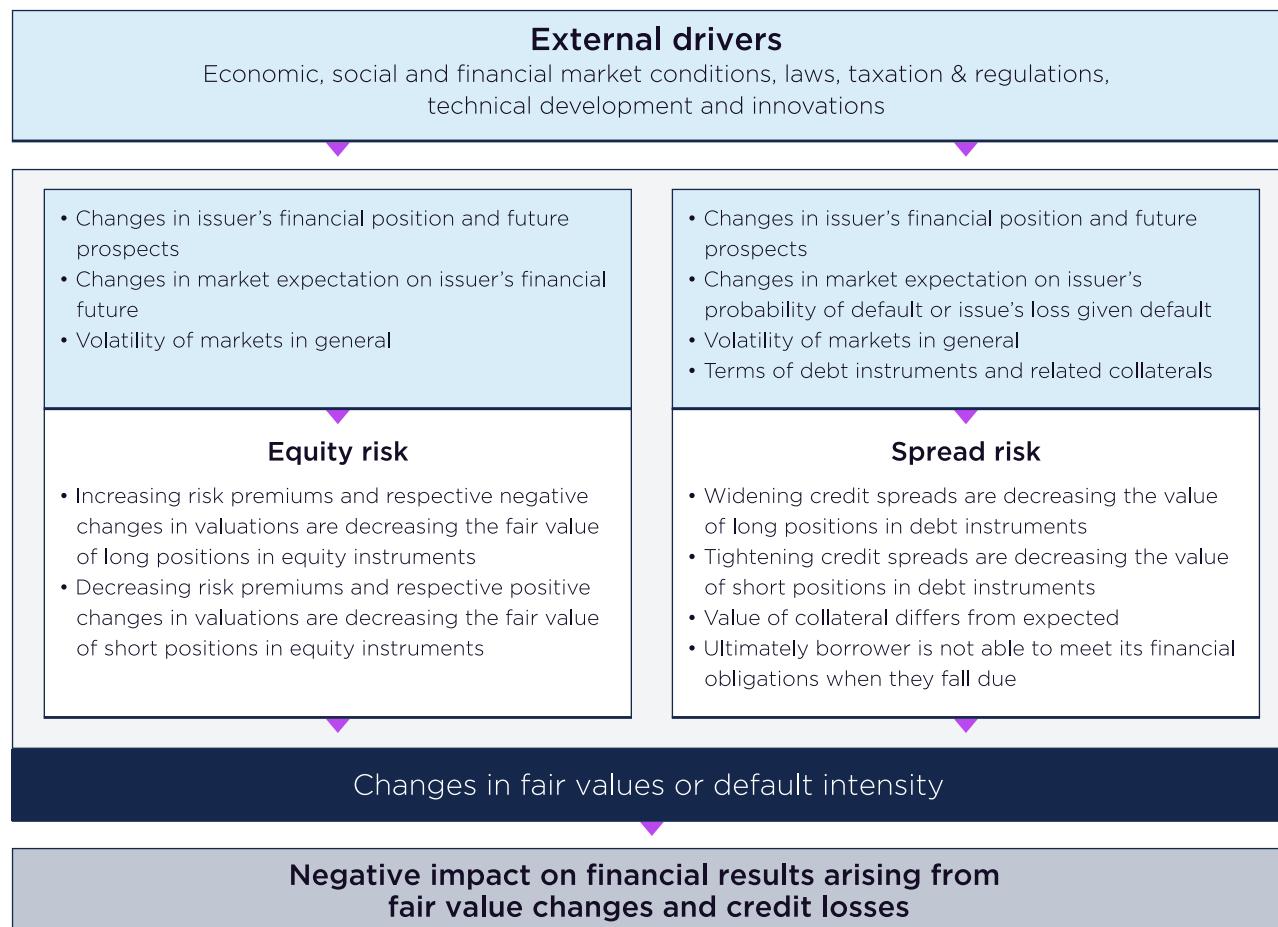 External drivers
Economic, social and financial market conditions, laws, taxation & regulations,
technical development and innovations
• Changes in issuer’s financial position and future
prospects
• Changes in market expectation on issuer’s financial
future
• Volatility of markets in general
Equity risk
• Increasing risk premiums and respective negative
changes in valuations are decreasing the fair value
of long positions in equity instruments
• Decreasing risk premiums and respective positive
changes in valuations are decreasing the fair value
of short positions in equity instruments
• Changes in issuer’s financial position and future
prospects
• Changes in market expectation on issuer’s
probability of default or issue’s loss given default
• Volatility of markets in general
• Terms of debt instruments and related collaterals
Spread risk
• Widening credit spreads are decreasing the value
of long positions in debt instruments
• Tightening credit spreads are decreasing the value
of short positions in debt instruments
• Value of collateral differs from expected
• Ultimately borrower is not able to meet its financial
obligations when they fall due
Changes in fair values or default intensity
Negative impact on financial results arising from
fair value changes and credit losses